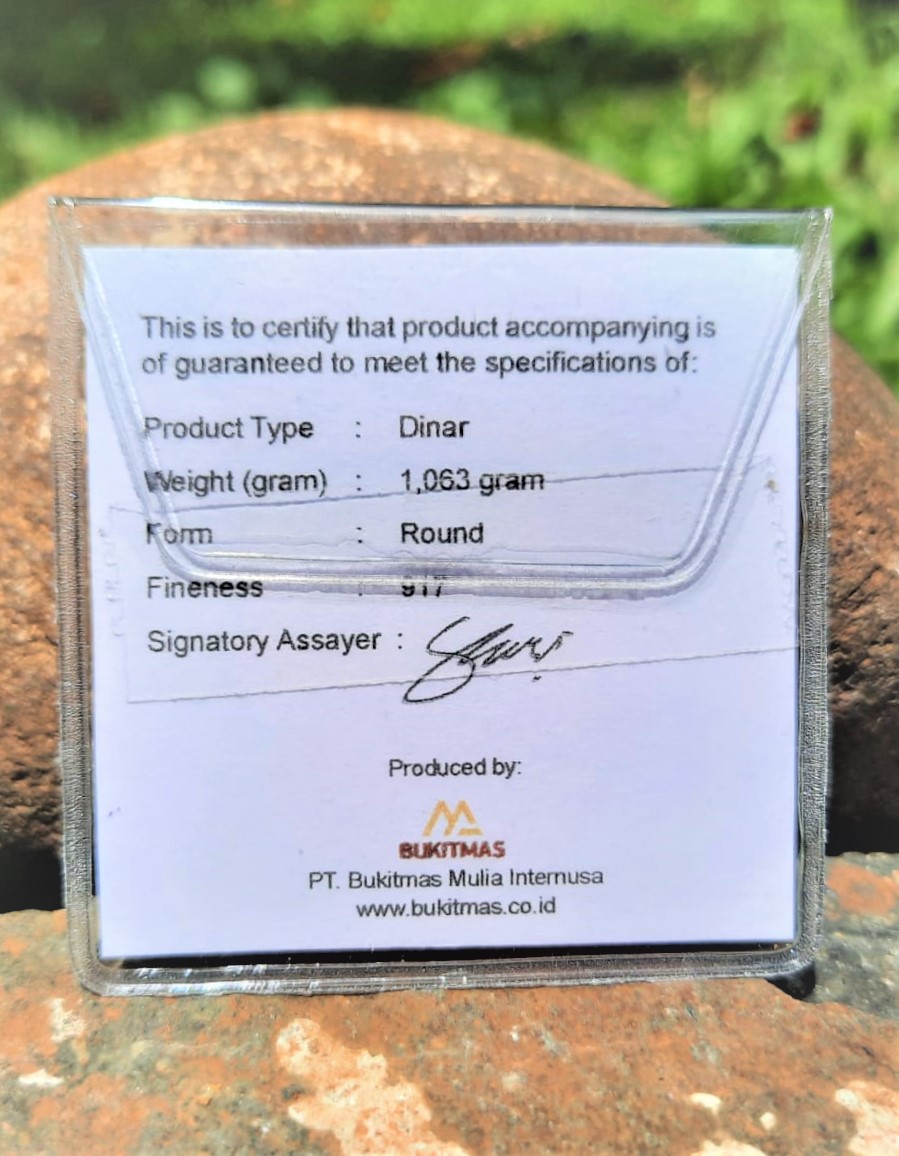 This is to certify that product accompanying is
of guaranteed to meet the specifications of:
Product Type : Dinar
Weight (gram) : 1,063 gram
Form : Round
Fineness : 917
Signatory Assayer :
Produced by:
BUKITMAS
PT. Bukitmas Mulia Internusa
www.bukitmas.co.id